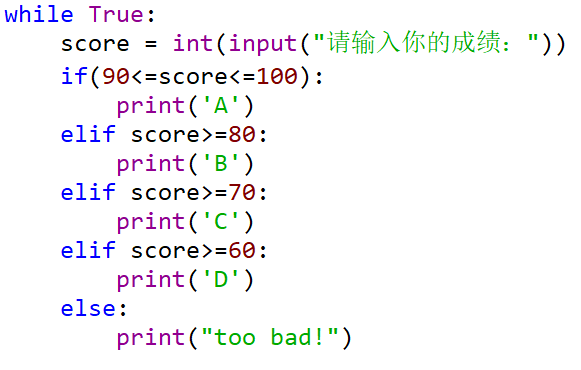 while True:
    score = int(input("请输入你的成绩："))
    if(90<=score<=100):
        print('A')
    elif score>=80:
        print('B')
    elif score>=70:
        print('C')
    elif score>=60:
        print('D')
    else:
        print("too bad!")